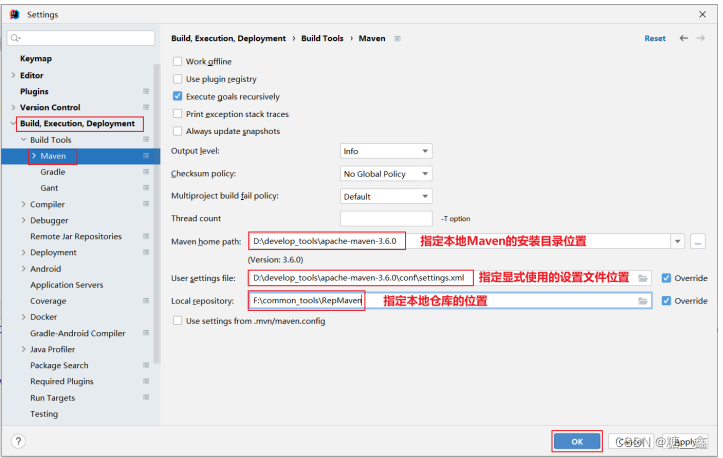 Settings
Keymap
Editor
Plugins
Version Control
Build, Execution, Deployment
Build Tools
Maven
Gradle
Gant
Compiler
Debugger
Remote Jar Repositories
Deployment
Android
Application Servers
Coverage
Docker
Gradle-Android Compiler
Java Profiler
Package Search
Required Plugins
Run Targets
Testing
Build, Execution, Deployment › Build Tools › Maven
Reset
Work offline
Use plugin registry
Execute goals recursively
Print exception stack traces
Always update snapshots
Output level: Info
Checksum policy: No Global Policy
Multiproject build fail policy: Default
Thread count -T option
Maven home path: D:\develop_tools\apache-maven-3.6.0 指定本地Maven的安装目录位置 ...
(Version: 3.6.0)
User settings file: D:\develop_tools\apache-maven-3.6.0\conf\settings.xml 指定显式使用的设置文件位置 Override
Local repository: F:\common_tools\RepMaven 指定本地仓库的位置 Override
Use settings from .mvn/maven.config
? OK Cancel Apply
CSDN @糖__鑫